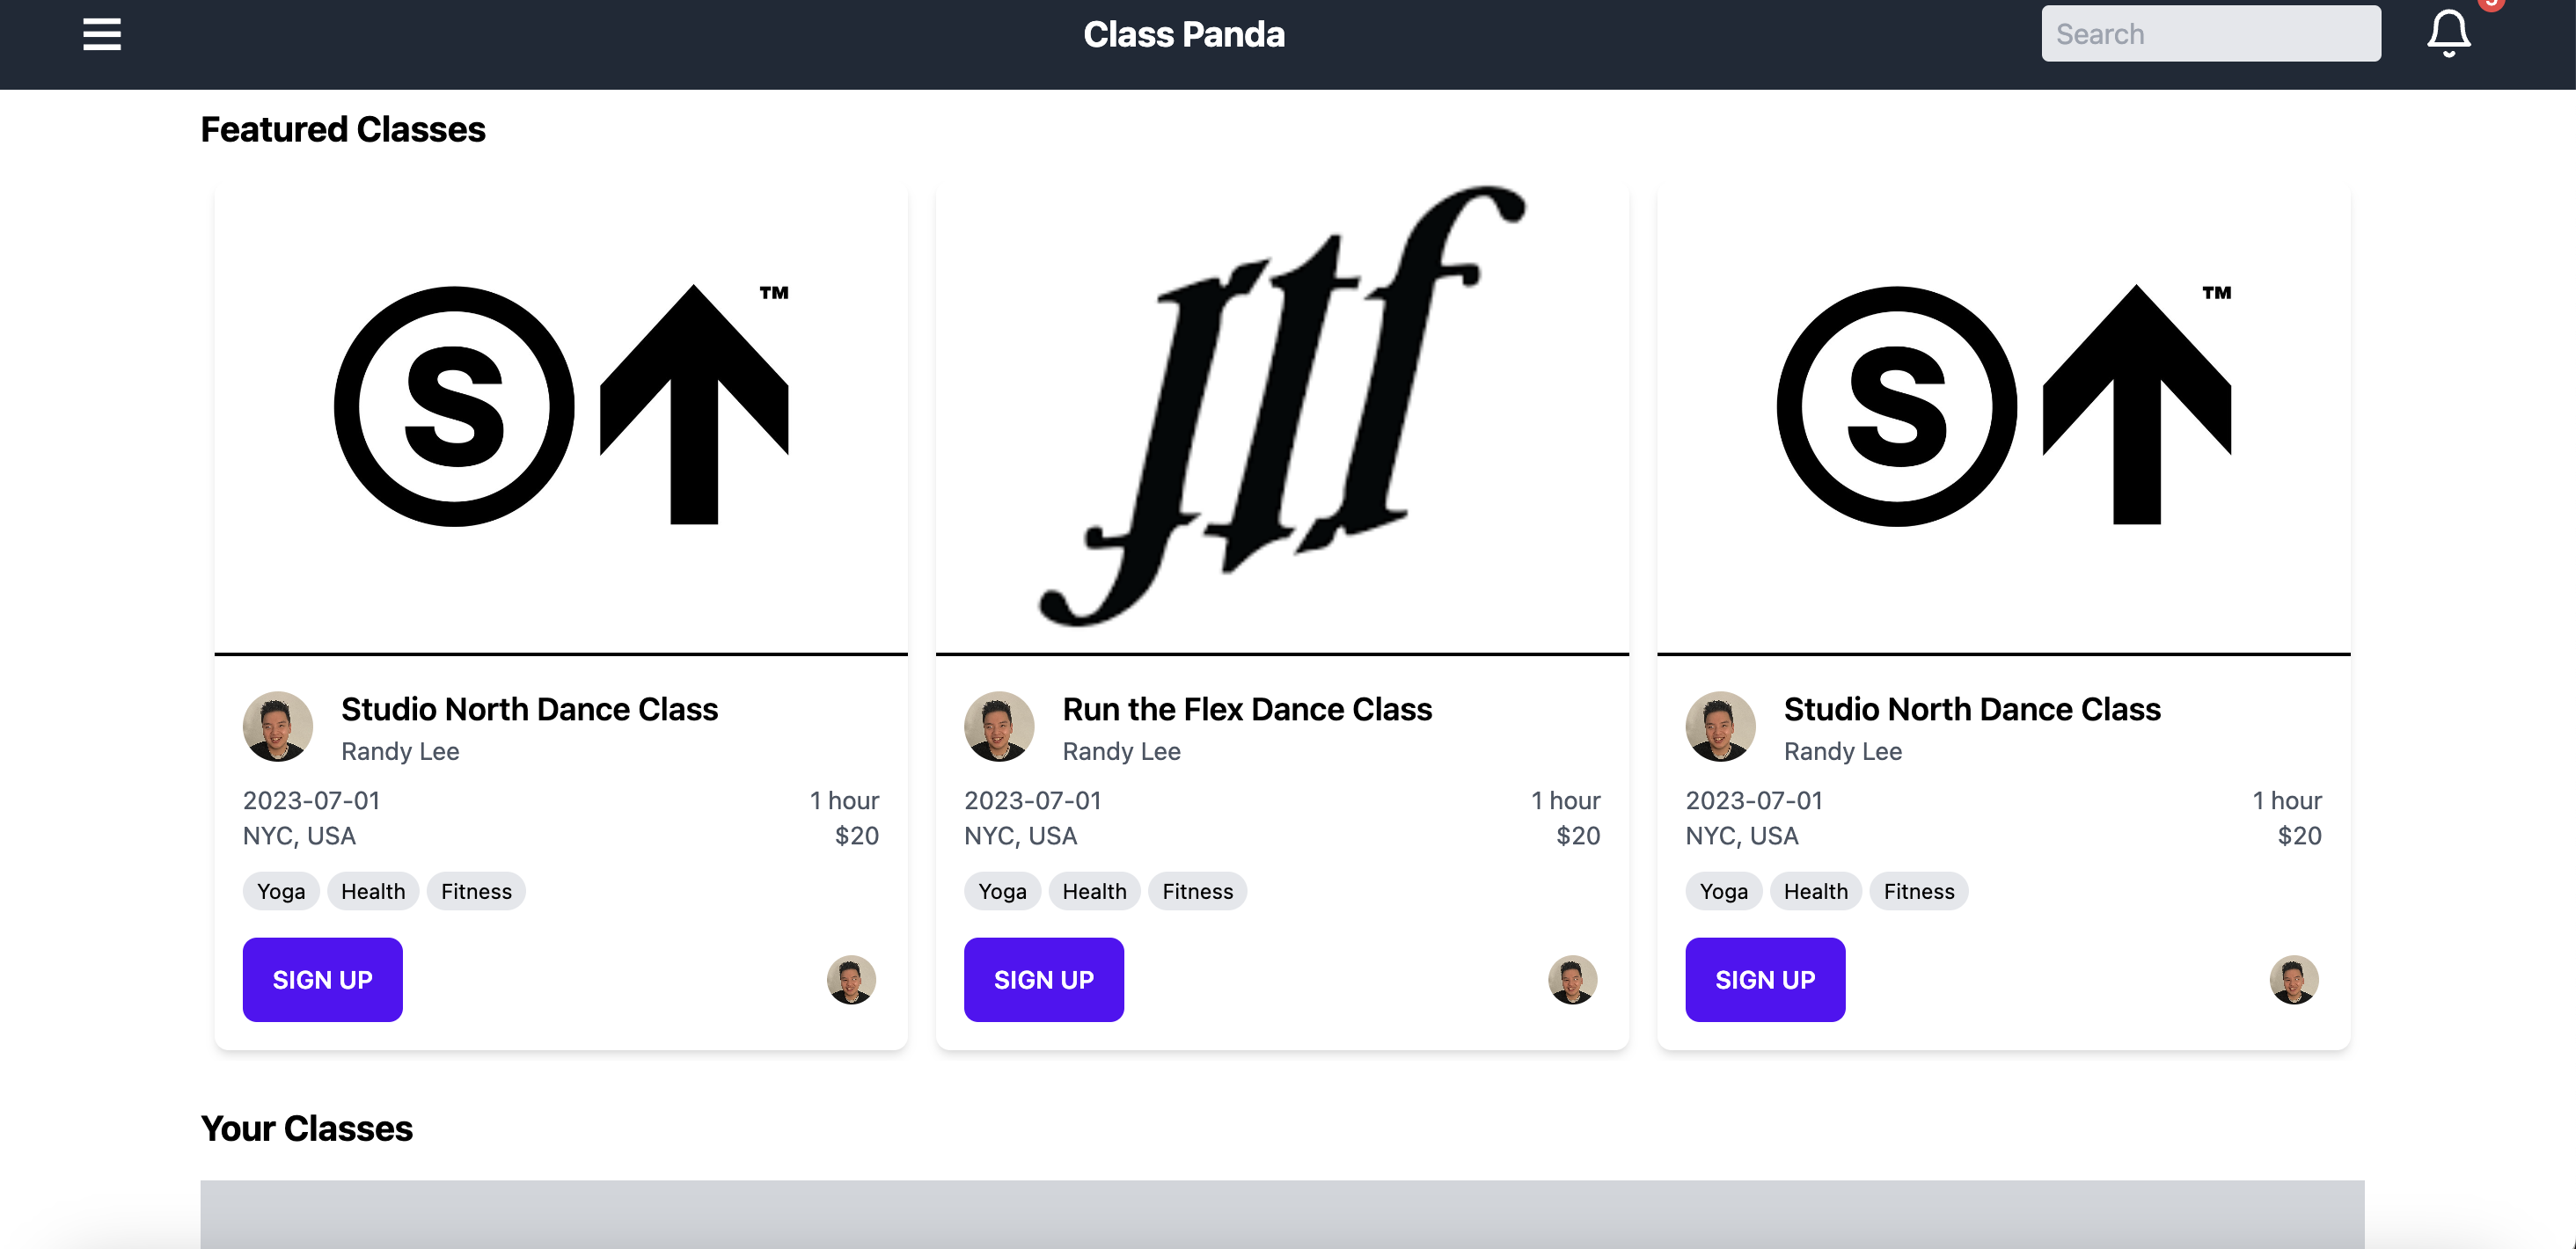 Class Panda
Search
Featured Classes
S ™
rtf
S ™
Studio North Dance Class
Randy Lee
2023-07-01 1 hour
NYC, USA $20
Yoga Health Fitness
SIGN UP
Run the Flex Dance Class
Randy Lee
2023-07-01 1 hour
NYC, USA $20
Yoga Health Fitness
SIGN UP
Studio North Dance Class
Randy Lee
2023-07-01 1 hour
NYC, USA $20
Yoga Health Fitness
SIGN UP
Your Classes